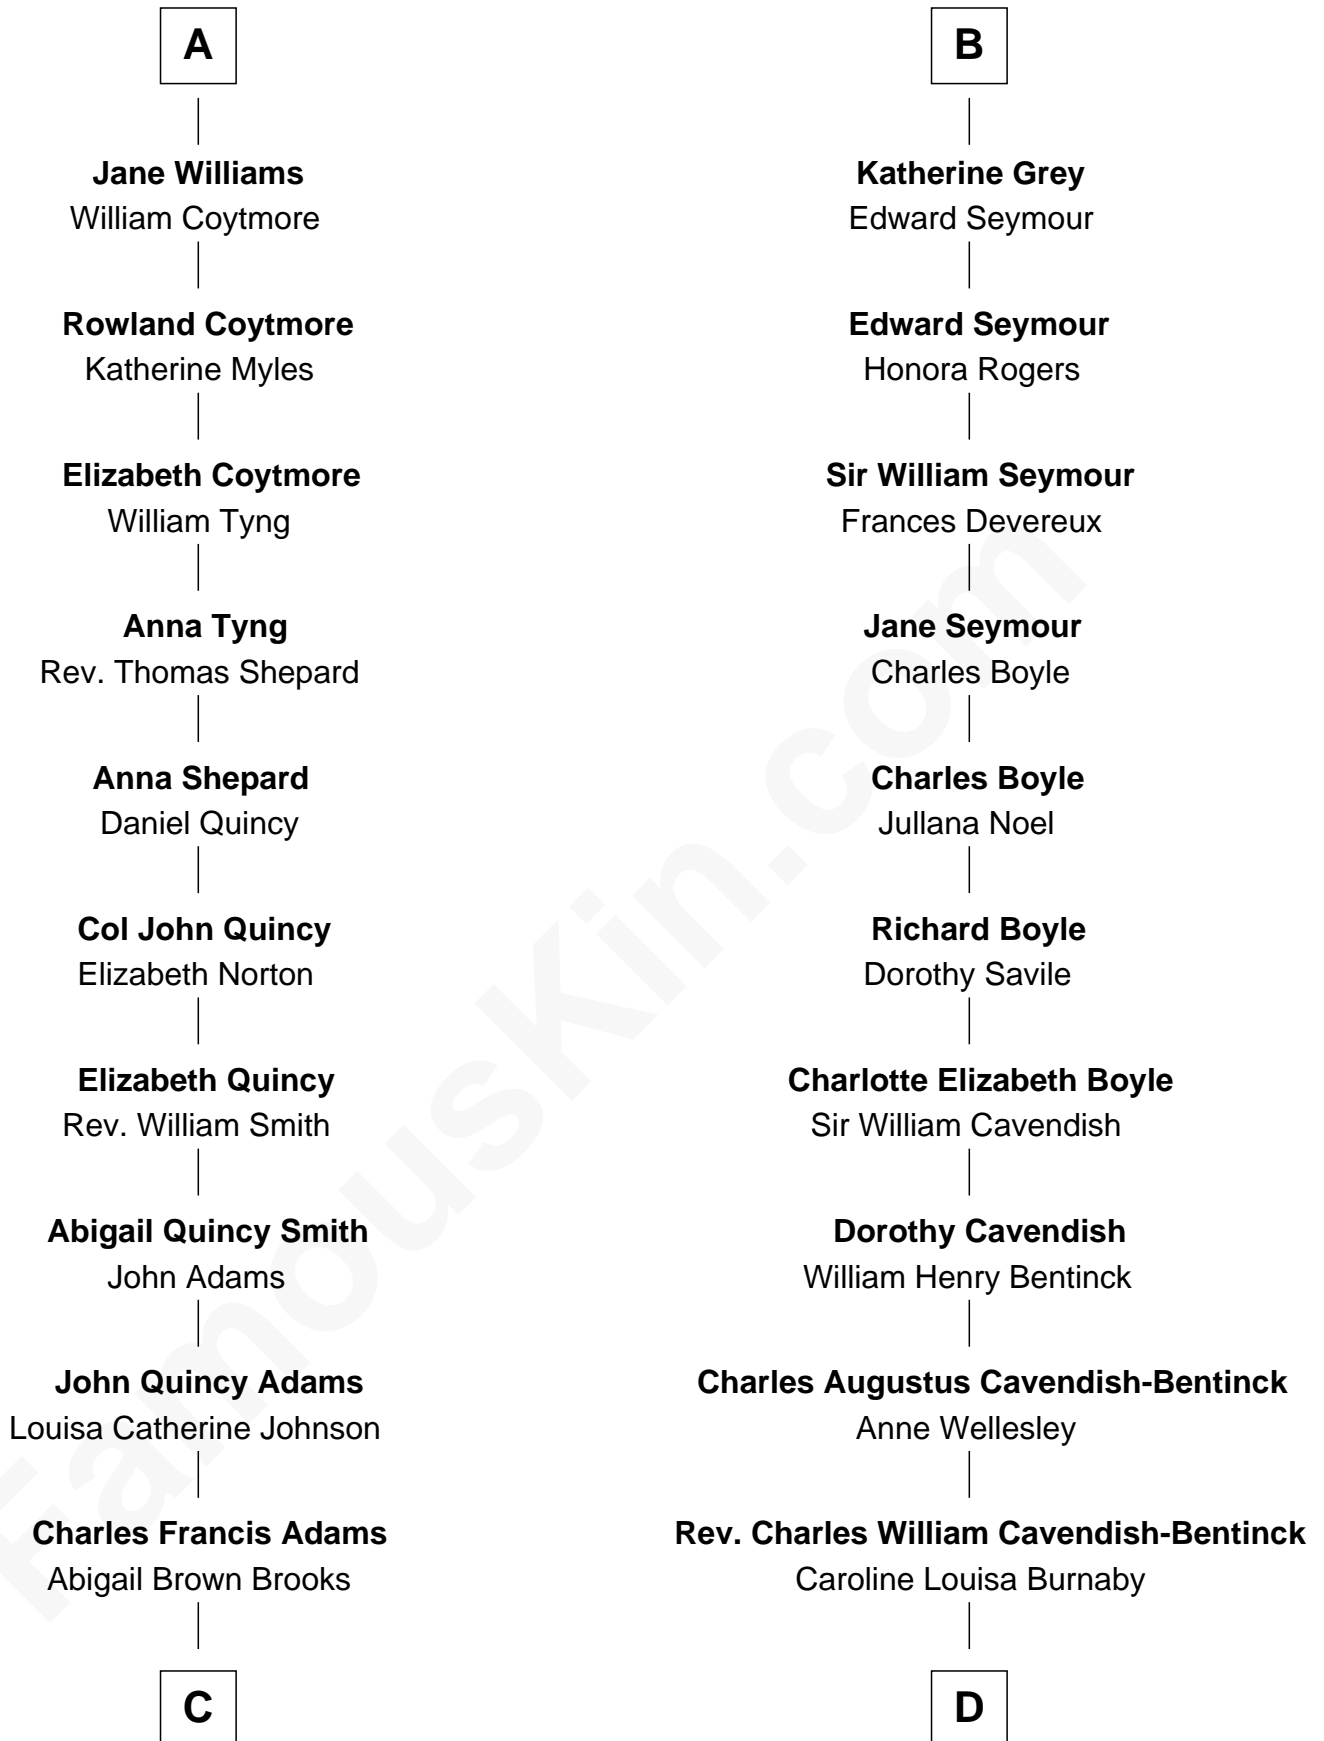 A
Jane Williams
William Coytmore
Rowland Coytmore
Katherine Myles
Elizabeth Coytmore
William Tyng
Anna Tyng
Rev. Thomas Shepard
Anna Shepard
Daniel Quincy
Col John Quincy
Elizabeth Norton
Elizabeth Quincy
Rev. William Smith
Abigail Quincy Smith
John Adams
John Quincy Adams
Louisa Catherine Johnson
Charles Francis Adams
Abigail Brown Brooks
C
B
Katherine Grey
Edward Seymour
Edward Seymour
Honora Rogers
Sir William Seymour
Frances Devereux
Jane Seymour
Charles Boyle
Charles Boyle
Jullana Noel
Richard Boyle
Dorothy Savile
Charlotte Elizabeth Boyle
Sir William Cavendish
Dorothy Cavendish
William Henry Bentinck
Charles Augustus Cavendish-Bentinck
Anne Wellesley
Rev. Charles William Cavendish-Bentinck
Caroline Louisa Burnaby
D
FamousKin.com